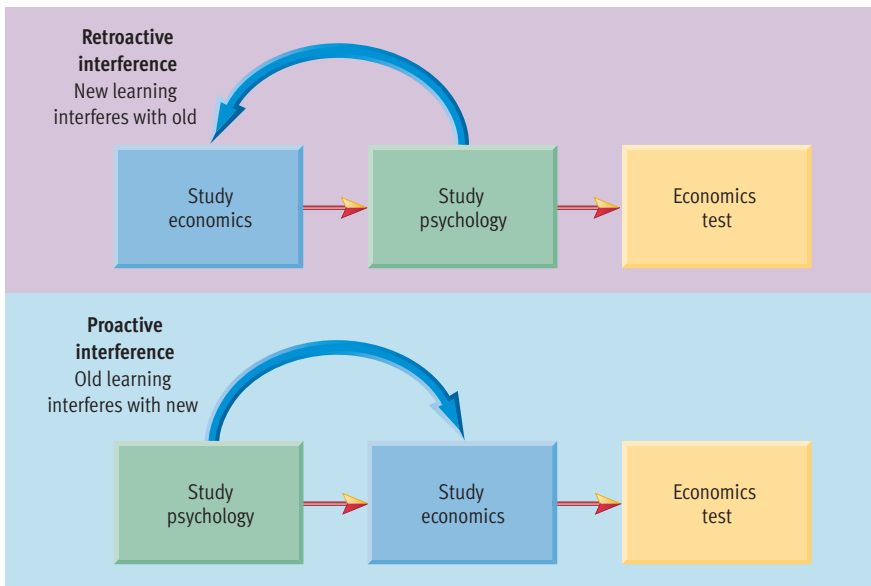 Retroactive
interference
New learning
interferes with old
Study
economics
Study
psychology
Economics
test
Proactive
interference
Old learning
interferes with new
Study
psychology
Study
economics
Economics
test